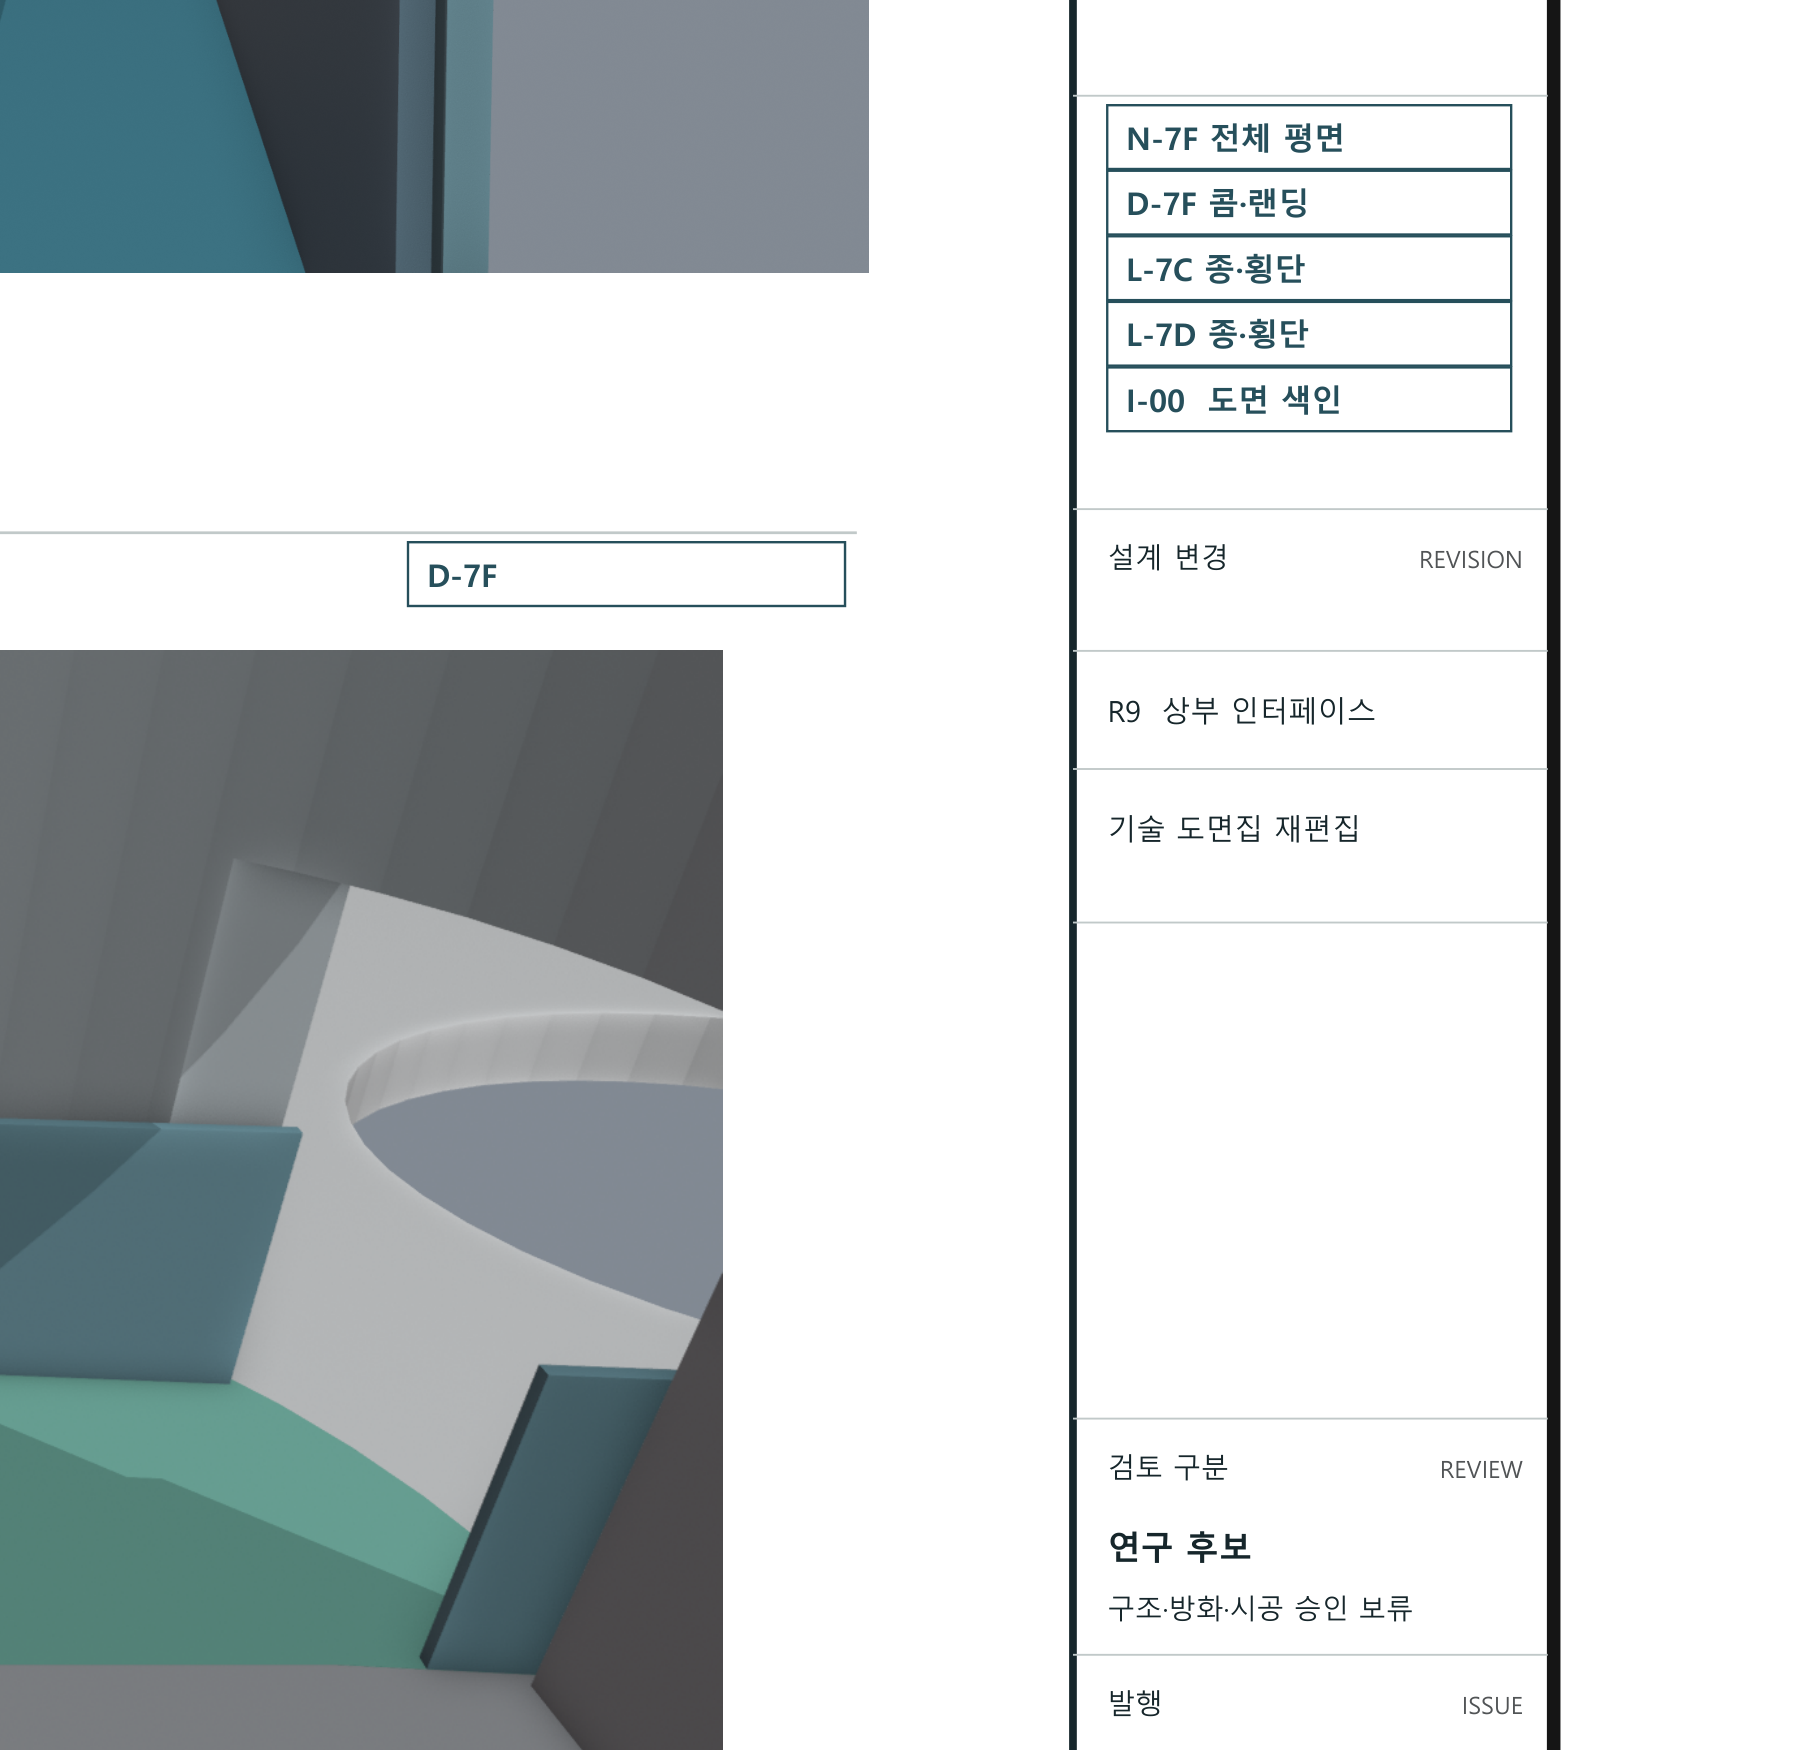 N-7F 전체 평면
D-7F 콤·랜딩
L-7C 종·횡단
L-7D 종·횡단
I-00 도면 색인
D-7F
설계 변경 REVISION
R9 상부 인터페이스
기술 도면집 재편집
검토 구분 REVIEW
연구 후보
구조·방화·시공 승인 보류
발행 ISSUE